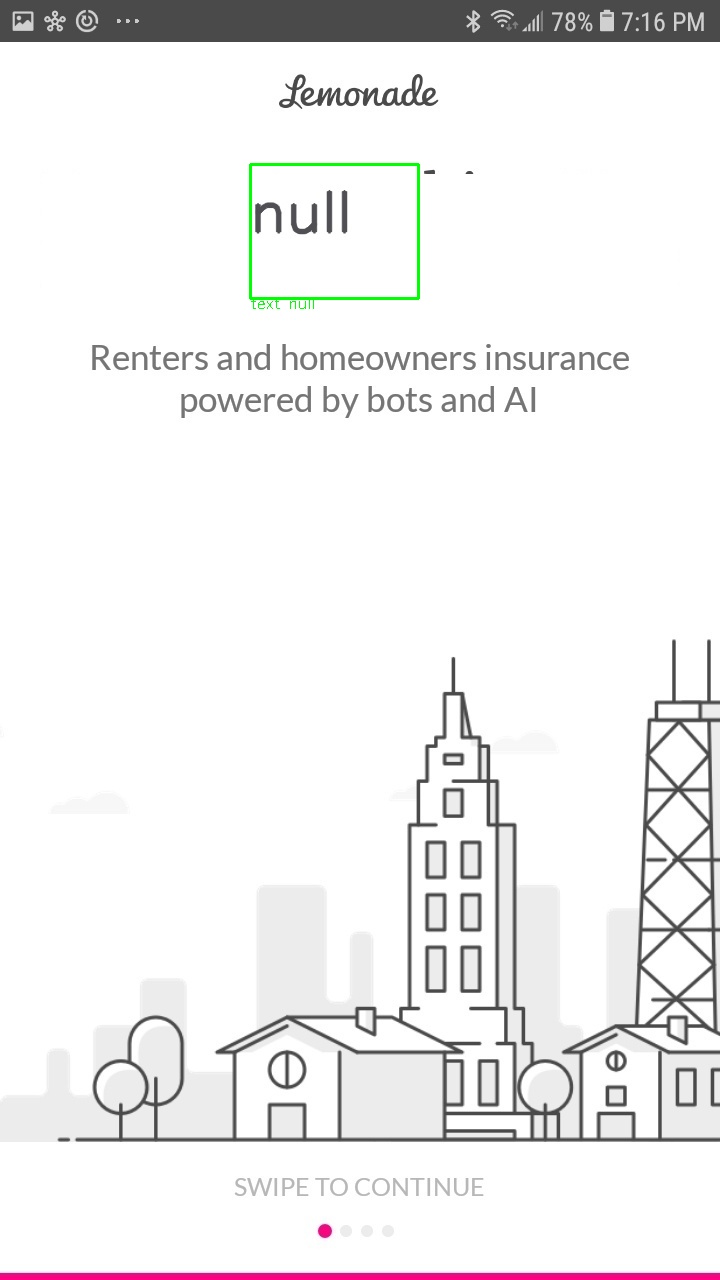 78% 7:16 PM
Lemonade
null
text null
Renters and homeowners insurance
powered by bots and AI
SWIPE TO CONTINUE